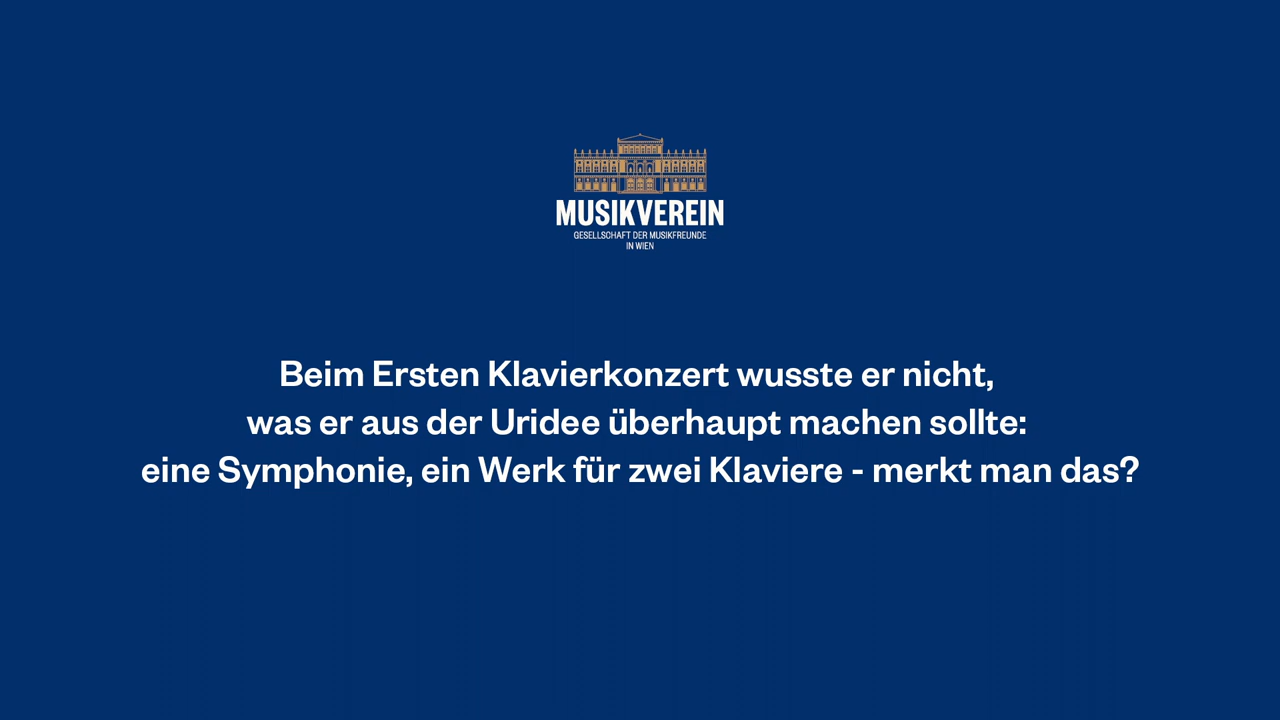 MUSIKVEREIN
GESELLSCHAFT DER MUSIKFREUNDE
IN WIEN
Beim Ersten Klavierkonzert wusste er nicht,
was er aus der Uridee überhaupt machen sollte:
eine Symphonie, ein Werk für zwei Klaviere - merkt man das?